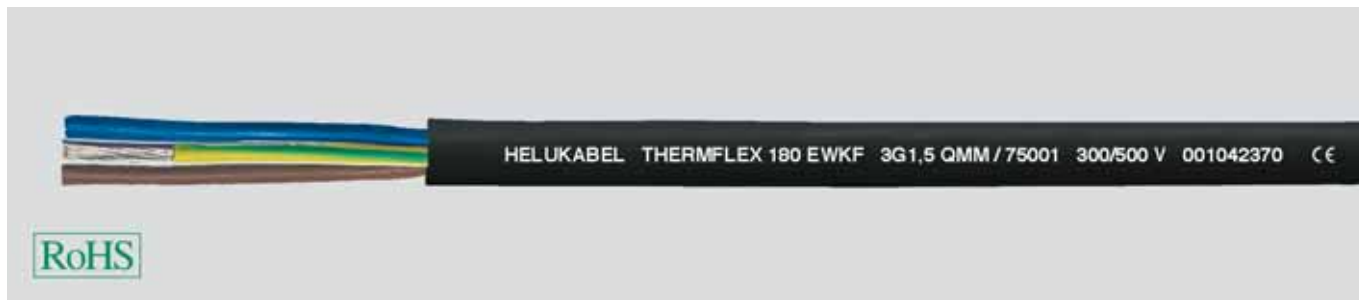 HELUKABEL THERMFLEX 180 EWKF 3G1,5 QMM / 75001 300/500 V 001042370 CE
RoHS